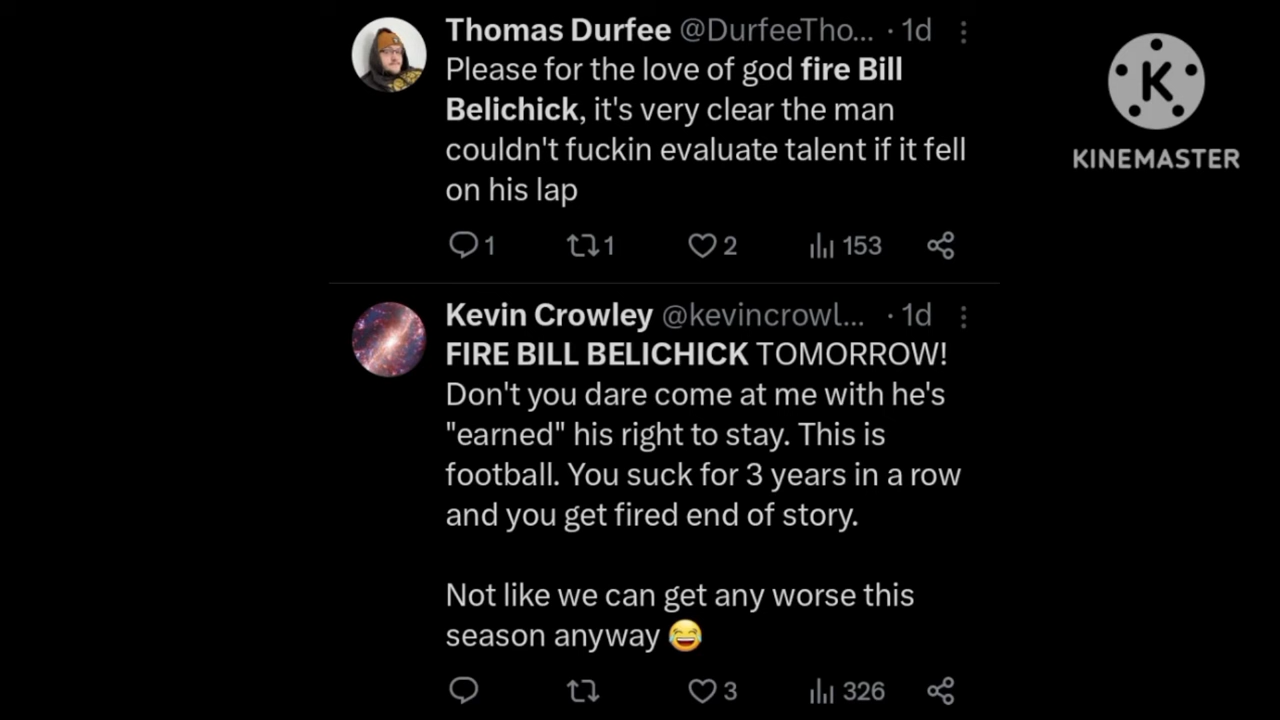 Thomas Durfee @DurfeeTho... · 1d
Please for the love of god fire Bill
Belichick, it's very clear the man
couldn't fuckin evaluate talent if it fell
on his lap
1 1 2 153
Kevin Crowley @kevincrowl... · 1d
FIRE BILL BELICHICK TOMORROW!
Don't you dare come at me with he's
"earned" his right to stay. This is
football. You suck for 3 years in a row
and you get fired end of story.
Not like we can get any worse this
season anyway 😂
3 326
K
KINEMASTER